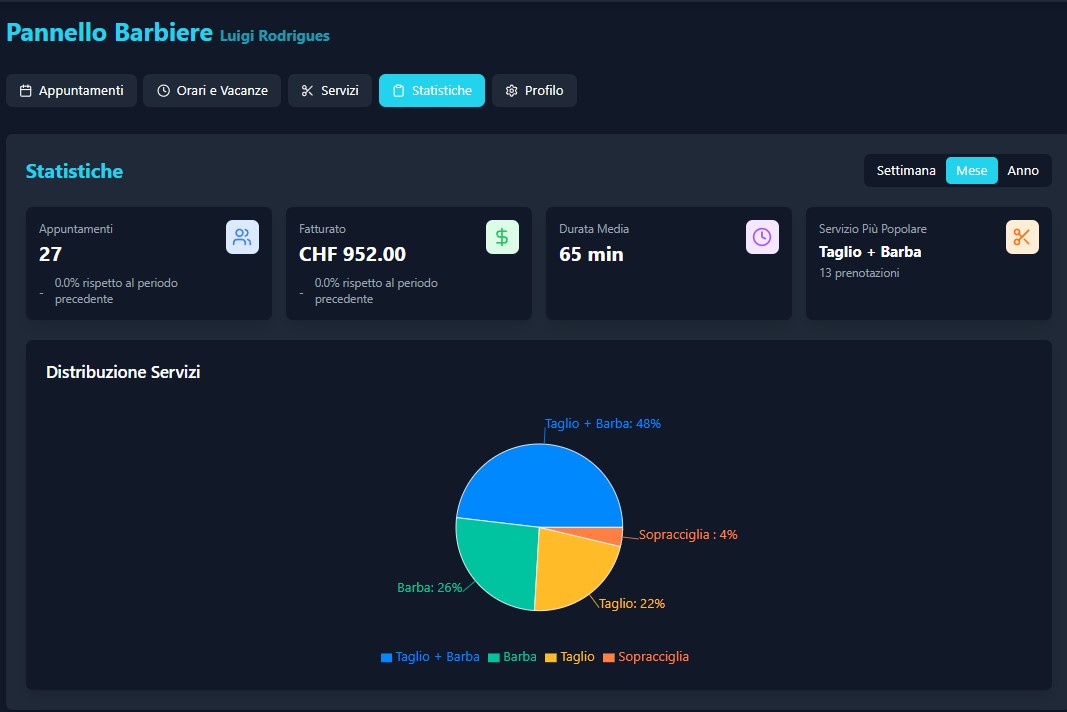 Pannello Barbiere Luigi Rodrigues
Appuntamenti
Orari e Vacanze
Servizi
Statistiche
Profilo
Statistiche
Settimana
Mese
Anno
Appuntamenti
27
- 0.0% rispetto al periodo
precedente
Fatturato
CHF 952.00
- 0.0% rispetto al periodo
precedente
Durata Media
65 min
Servizio Più Popolare
Taglio + Barba
13 prenotazioni
Distribuzione Servizi
Taglio + Barba: 48%
Sopracciglia : 4%
Barba: 26%
Taglio: 22%
Taglio + Barba
Barba
Taglio
Sopracciglia